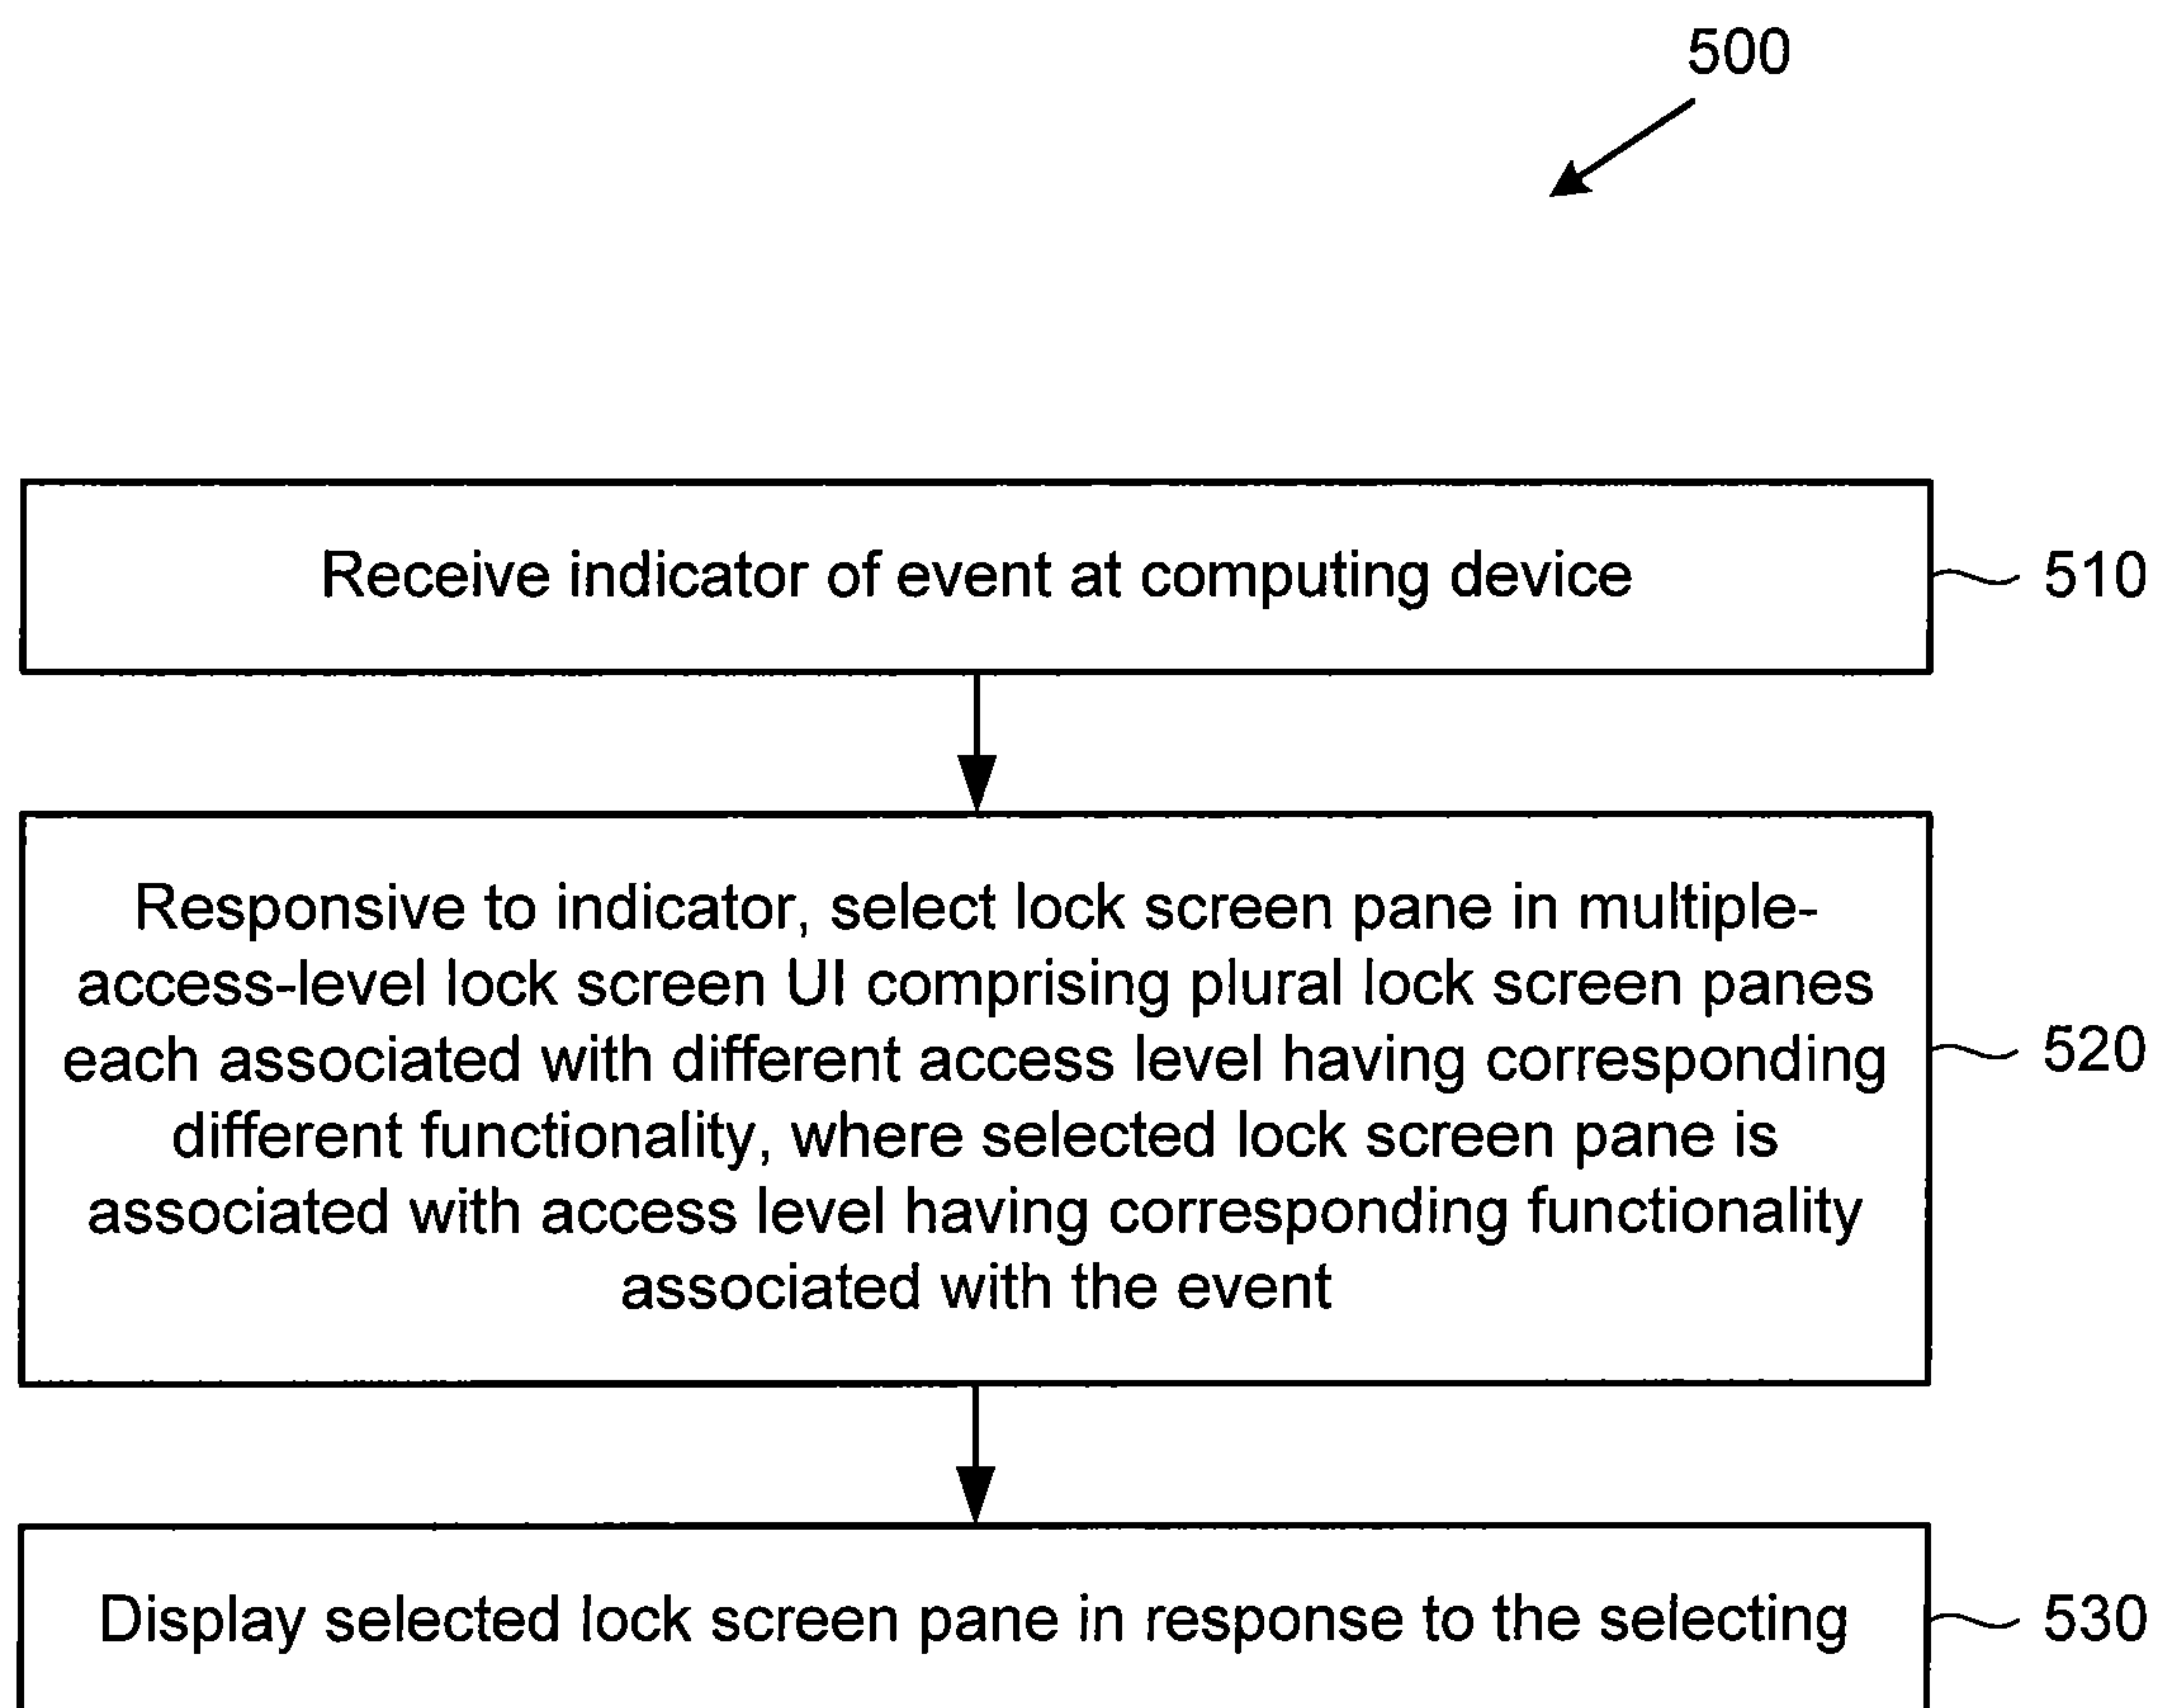 500
Receive indicator of event at computing device
510
Responsive to indicator, select lock screen pane in multiple-
access-level lock screen UI comprising plural lock screen panes
each associated with different access level having corresponding
different functionality, where selected lock screen pane is
associated with access level having corresponding functionality
associated with the event
520
Display selected lock screen pane in response to the selecting
530